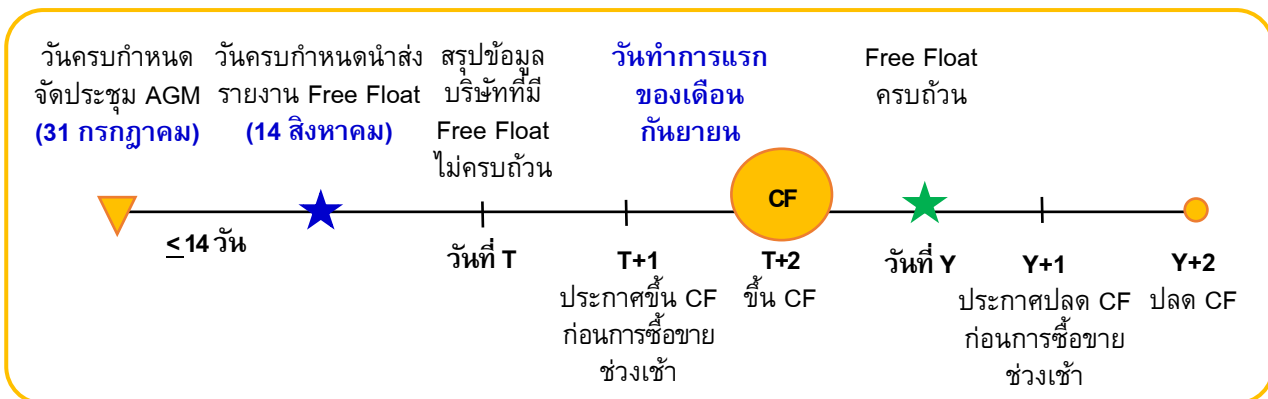 วันครบกำหนด
จัดประชุม AGM
(31 กรกฎาคม)
วันครบกำหนดนำส่ง
รายงาน Free Float
(14 สิงหาคม)
สรุปข้อมูล
บริษัทที่มี
Free Float
ไม่ครบถ้วน
วันทำการแรก
ของเดือน
กันยายน
Free Float
ครบถ้วน
CF
≤ 14 วัน
วันที่ T
T+1
ประกาศขึ้น CF
ก่อนการซื้อขาย
ช่วงเช้า
T+2
ขึ้น CF
วันที่ Y
Y+1
ประกาศปลด CF
ก่อนการซื้อขาย
ช่วงเช้า
Y+2
ปลด CF